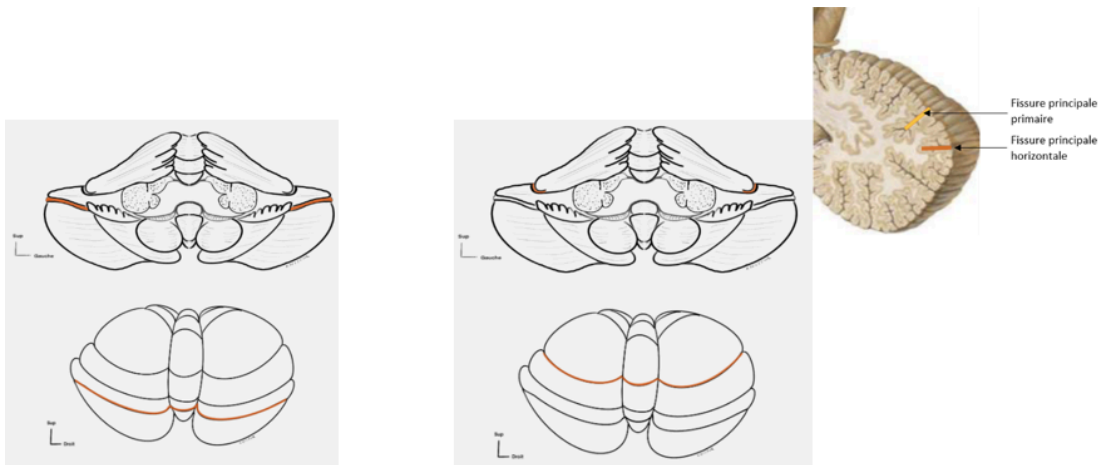 Fissure principale
primaire
Fissure principale
horizontale
Sup
Gauche
Sup
Gauche
Sup
Droit
Sup
Droit